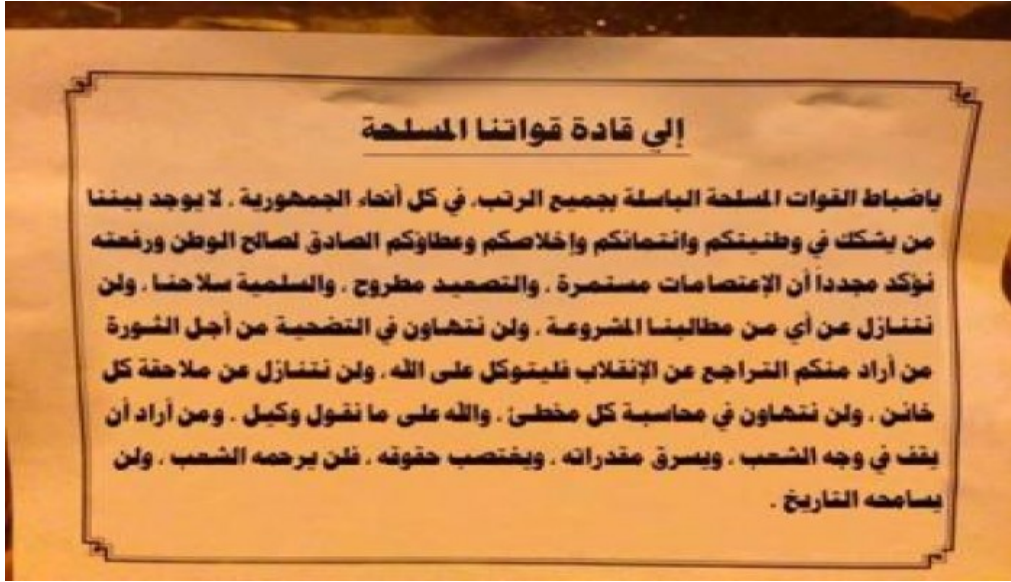 إلي قادة قواتنا المسلحة
ياضباط القوات المسلحة الباسلة بجميع الرتب، في كل أنحاء الجمهورية . لا يوجد بيننا
من يشكك في وطنيتكم وانتمائكم وإخلاصكم وعطاؤكم الصادق لصالح الوطن ورفعته
نؤكد مجدداً أن الإعتصامات مستمرة ، والتصعيد مطروح ، والسلمية سلاحنا ، ولن
نتنازل عن أي من مطالبنا المشروعة ، ولن نتهاون في التضحية من أجل الثورة
من أراد منكم التراجع عن الإنقلاب فليتوكل على الله ، ولن نتنازل عن ملاحقة كل
خائن ، ولن نتهاون في محاسبة كل مخطئ ، والله على ما نقول وكيل . ومن أراد أن
يقف في وجه الشعب ، ويسرق مقدراته ، ويغتصب حقوقه ، فلن يرحمه الشعب ، ولن
يسامحه التاريخ .